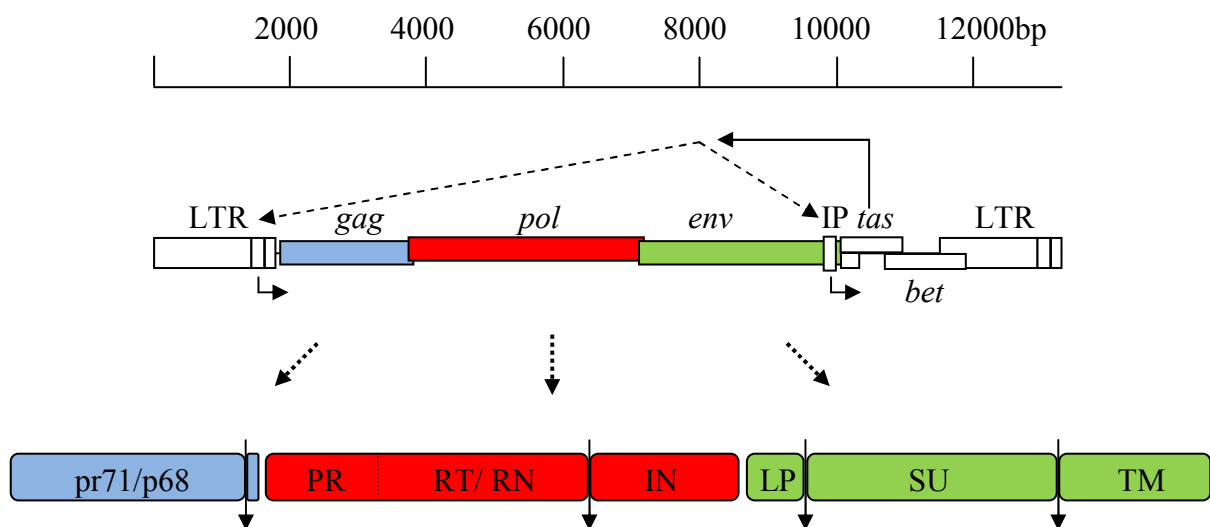 2000 4000 6000 8000 10000 12000bp
LTR gag pol env IP tas LTR
bet
pr71/p68 PR RT/ RN IN LP SU TM